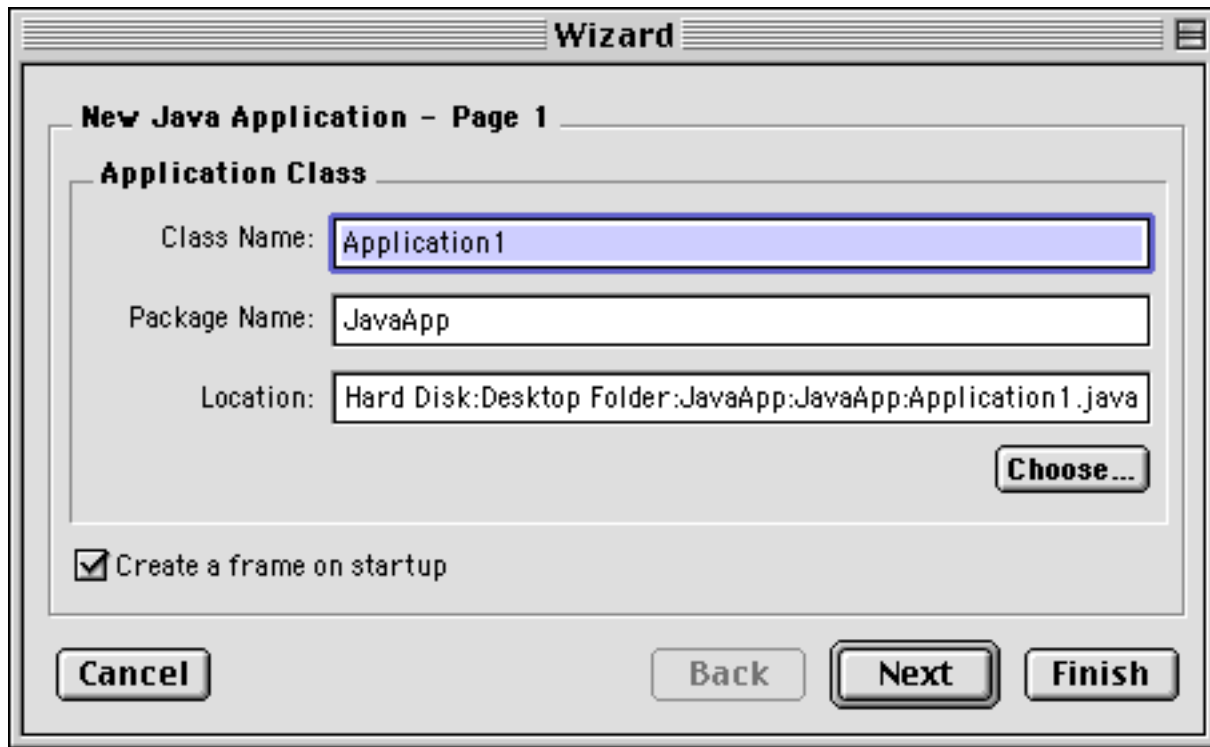 Wizard
New Java Application - Page 1
Application Class
Class Name: Application1
Package Name: JavaApp
Location: Hard Disk:Desktop Folder:JavaApp:JavaApp:Application1.java
Choose...
Create a frame on startup
Cancel Back Next Finish